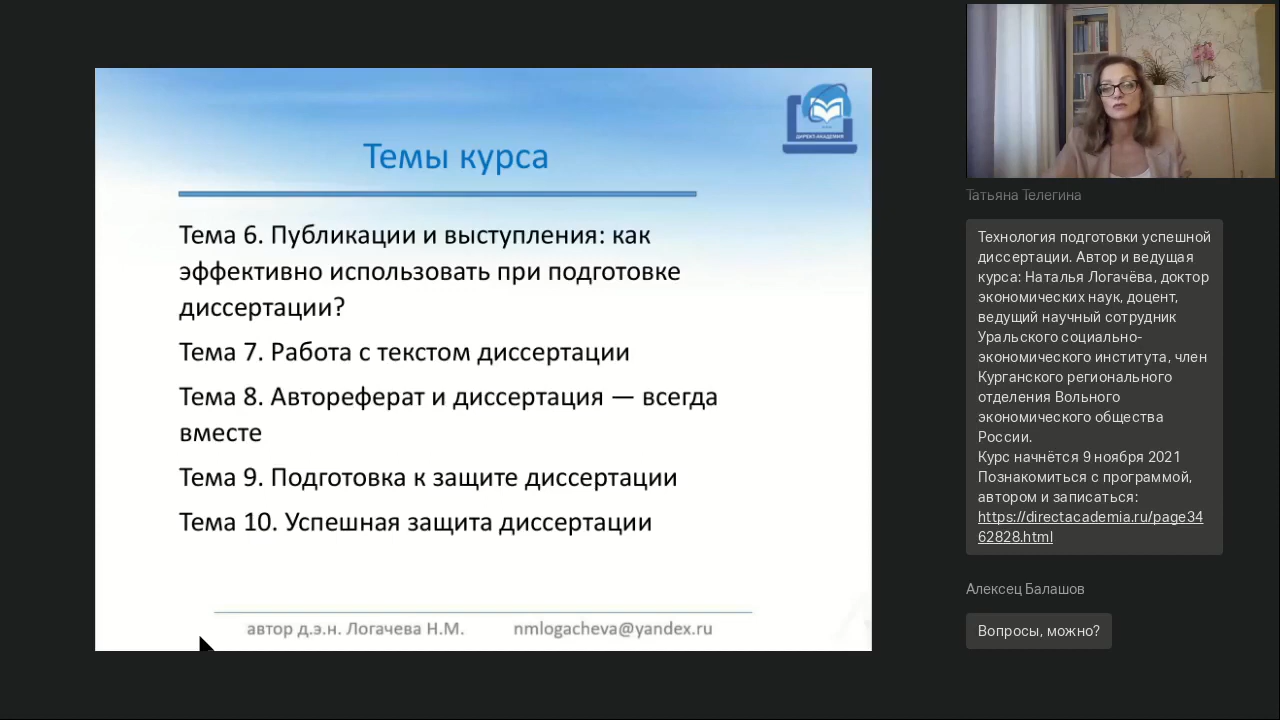 ДИРЕКТ-АКАДЕМИЯ
Темы курса
Тема 6. Публикации и выступления: как
эффективно использовать при подготовке
диссертации?
Тема 7. Работа с текстом диссертации
Тема 8. Автореферат и диссертация — всегда
вместе
Тема 9. Подготовка к защите диссертации
Тема 10. Успешная защита диссертации
автор д.э.н. Логачева Н.М. nmlogacheva@yandex.ru
Татьяна Телегина
Технология подготовки успешной
диссертации. Автор и ведущая
курса: Наталья Логачёва, доктор
экономических наук, доцент,
ведущий научный сотрудник
Уральского социально-
экономического института, член
Курганского регионального
отделения Вольного
экономического общества
России.
Курс начнётся 9 ноября 2021
Познакомиться с программой,
автором и записаться:
https://directacademia.ru/page34
62828.html
Алексец Балашов
Вопросы, можно?